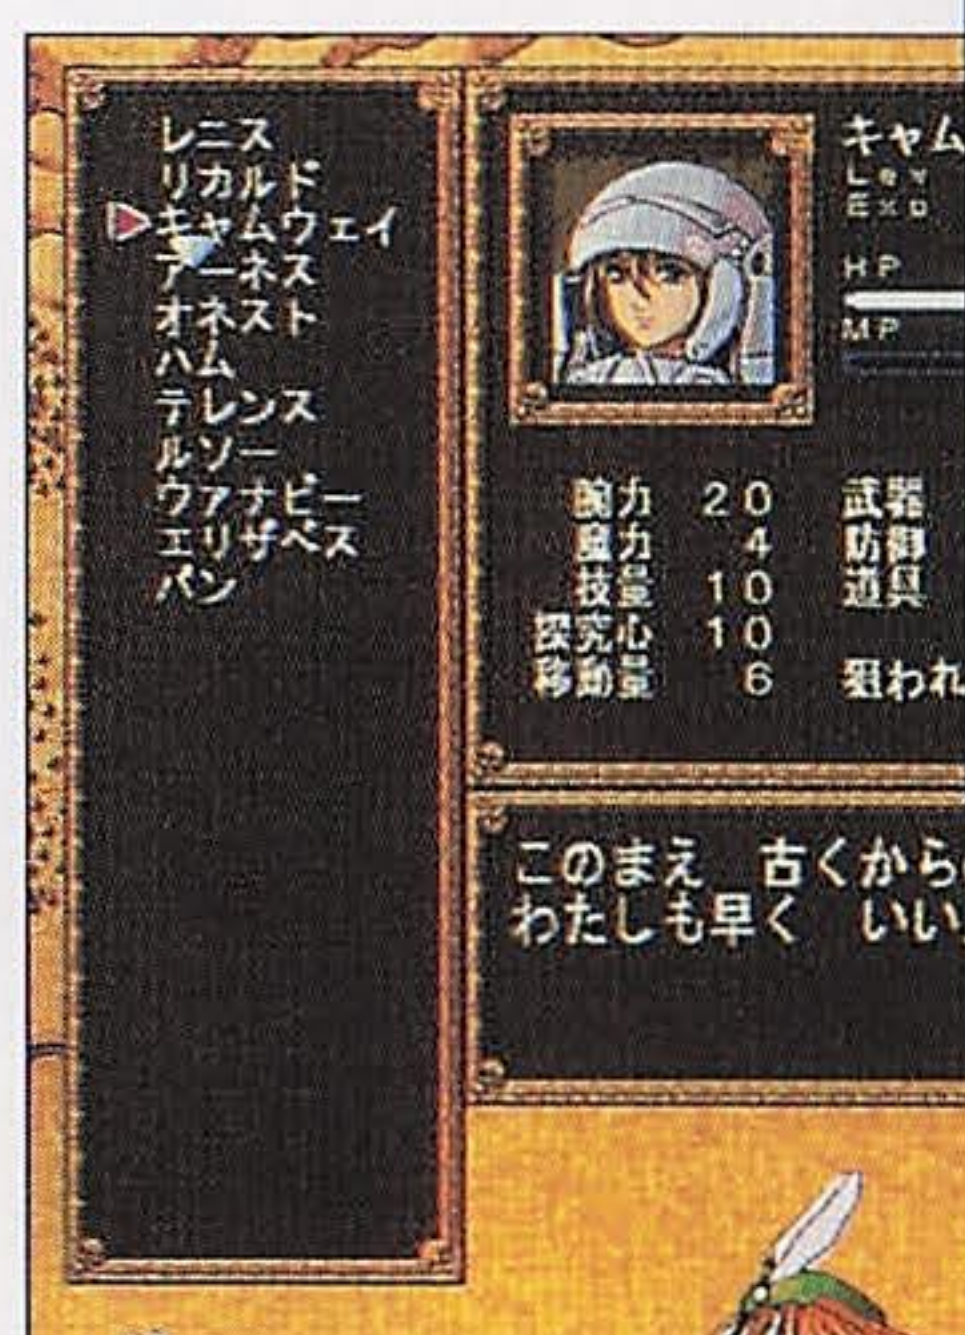 レニス
リカルド
キャムウェイ
アーネス
オネスト
ハム
テレンス
ルソー
ヴァナビー
エリザベス
パン
キャム
Lev
Exp
HP
MP
腕力 20
魔力 4
技量 10
探究心 10
移動量 6
武器
防御
道具
狙われ
このまえ 古くから
わたしも早く いい